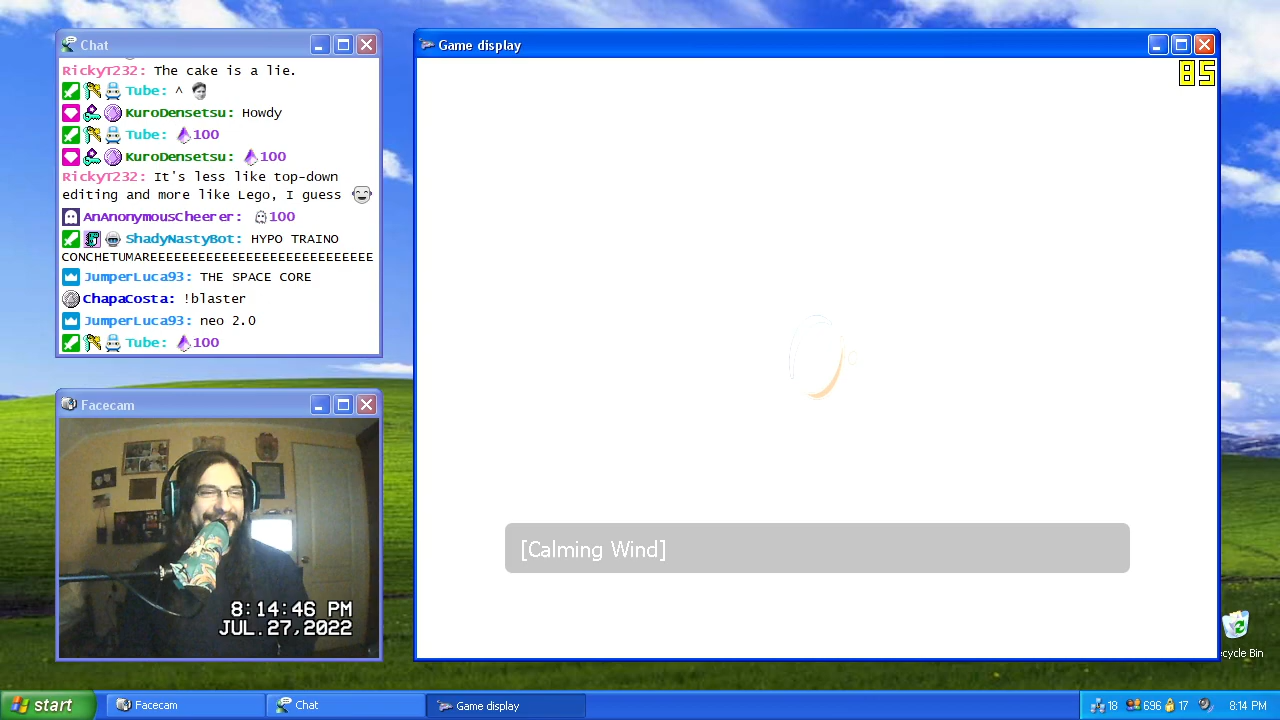 Chat
RickyT232: The cake is a lie.
Tube: ^
KuroDensetsu: Howdy
Tube: 100
KuroDensetsu: 100
RickyT232: It's less like top-down
editing and more like Lego, I guess
AnAnonymousCheerer: 100
ShadyNastyBot: HYPO TRAINO
CONCHETUMAREEEEEEEEEEEEEEEEEEEEEEEEEEEE
JumperLuca93: THE SPACE CORE
ChapaCosta: !blaster
JumperLuca93: neo 2.0
Tube: 100
Facecam
8:14:46 PM
JUL.27,2022
Game display
85
[Calming Wind]
ecycle Bin
start
Facecam
Chat
Game display
18
696
17
8:14 PM